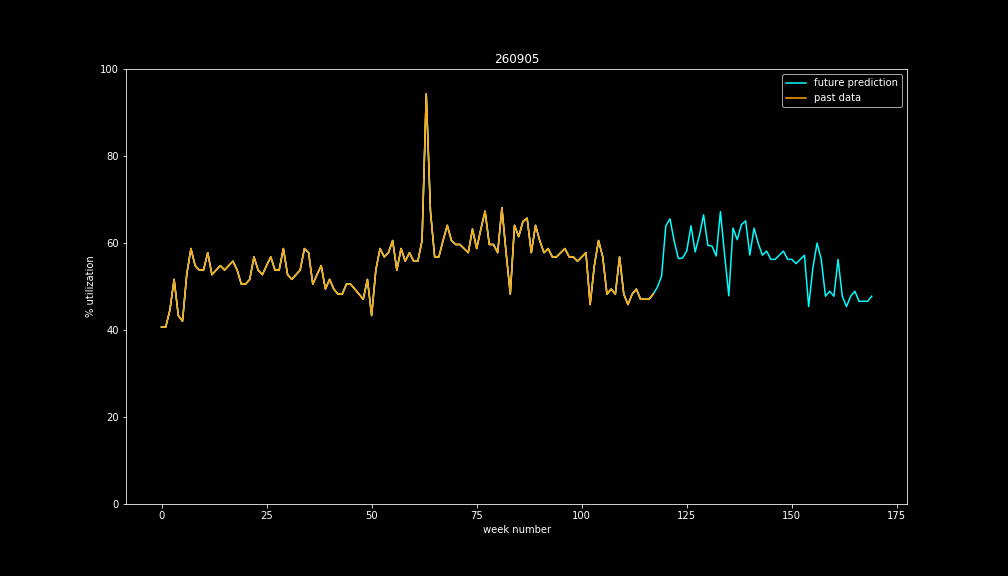 260905
future prediction
past data
100
80
60
40
20
0
% utilization
0 25 50 75 100 125 150 175
week number